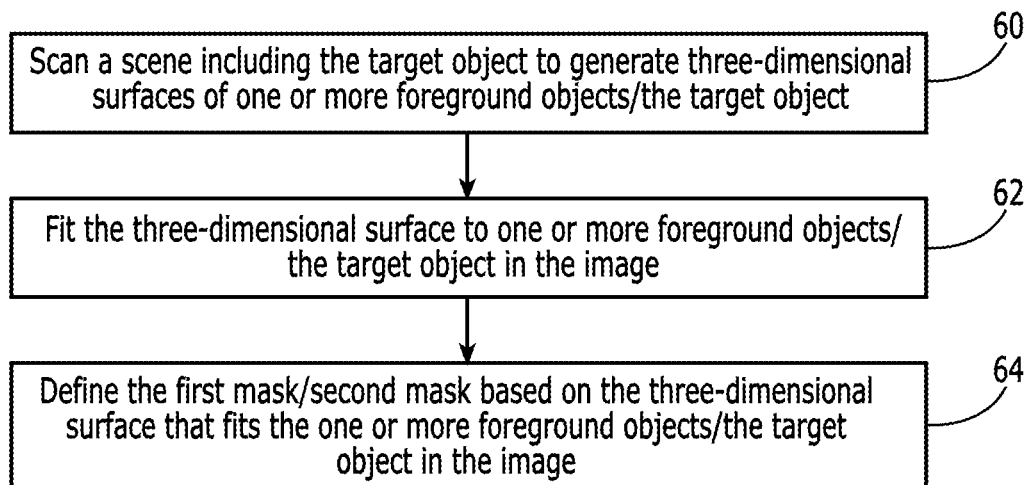 60
Scan a scene including the target object to generate three-dimensional
surfaces of one or more foreground objects/the target object
62
Fit the three-dimensional surface to one or more foreground objects/
the target object in the image
64
Define the first mask/second mask based on the three-dimensional
surface that fits the one or more foreground objects/the target
object in the image